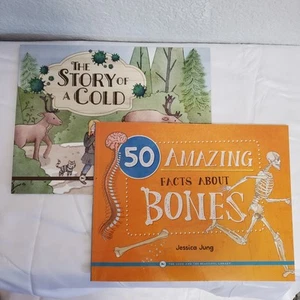 THE
STORY OF
A COLD
50 AMAZING
FACTS ABOUT
BONES
Jessica Jung